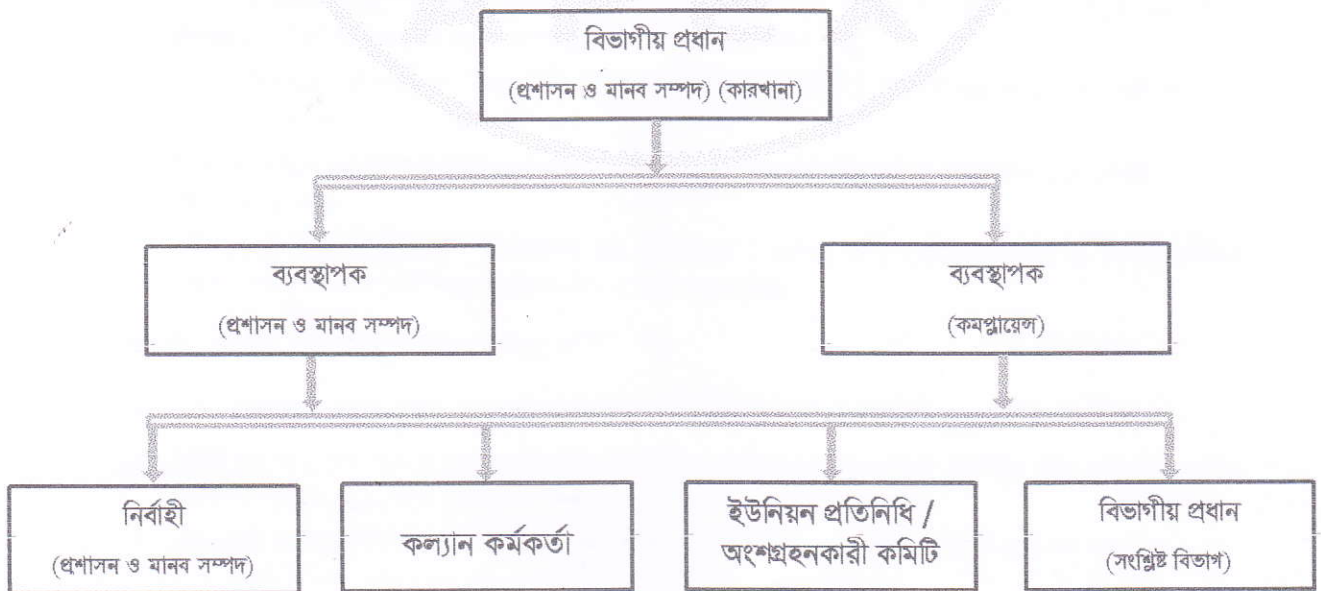 বিভাগীয় প্রধান
(প্রশাসন ও মানব সম্পদ) (কারখানা)
ব্যবস্থাপক
(প্রশাসন ও মানব সম্পদ)
ব্যবস্থাপক
(কমপ্লায়েন্স)
নির্বাহী
(প্রশাসন ও মানব সম্পদ)
কল্যান কর্মকর্তা
ইউনিয়ন প্রতিনিধি /
অংশগ্রহনকারী কমিটি
বিভাগীয় প্রধান
(সংশ্লিষ্ট বিভাগ)